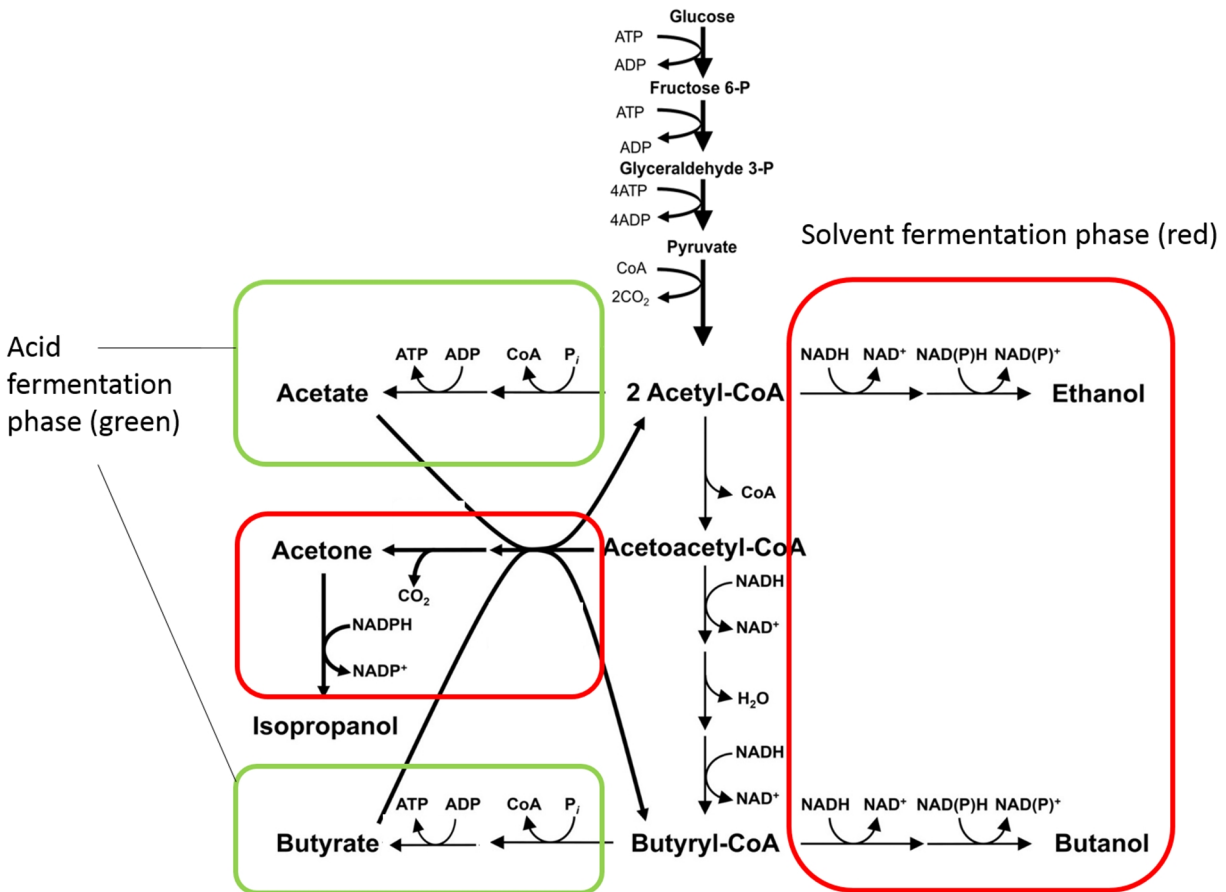 Glucose
ATP
ADP
Fructose 6-P
ATP
ADP
Glyceraldehyde 3-P
4ATP
4ADP
Pyruvate
Solvent fermentation phase (red)
CoA
2CO₂
Acid
fermentation
phase (green)
ATP ADP CoA Pi
NADH NAD⁺ NAD(P)H NAD(P)⁺
Acetate 2 Acetyl-CoA Ethanol
CoA
Acetone Acetoacetyl-CoA
CO₂
NADH
NADPH
NAD⁺
NADP⁺
H₂O
Isopropanol
NADH
NAD⁺
ATP ADP CoA Pi
NADH NAD⁺ NAD(P)H NAD(P)⁺
Butyrate Butyryl-CoA Butanol